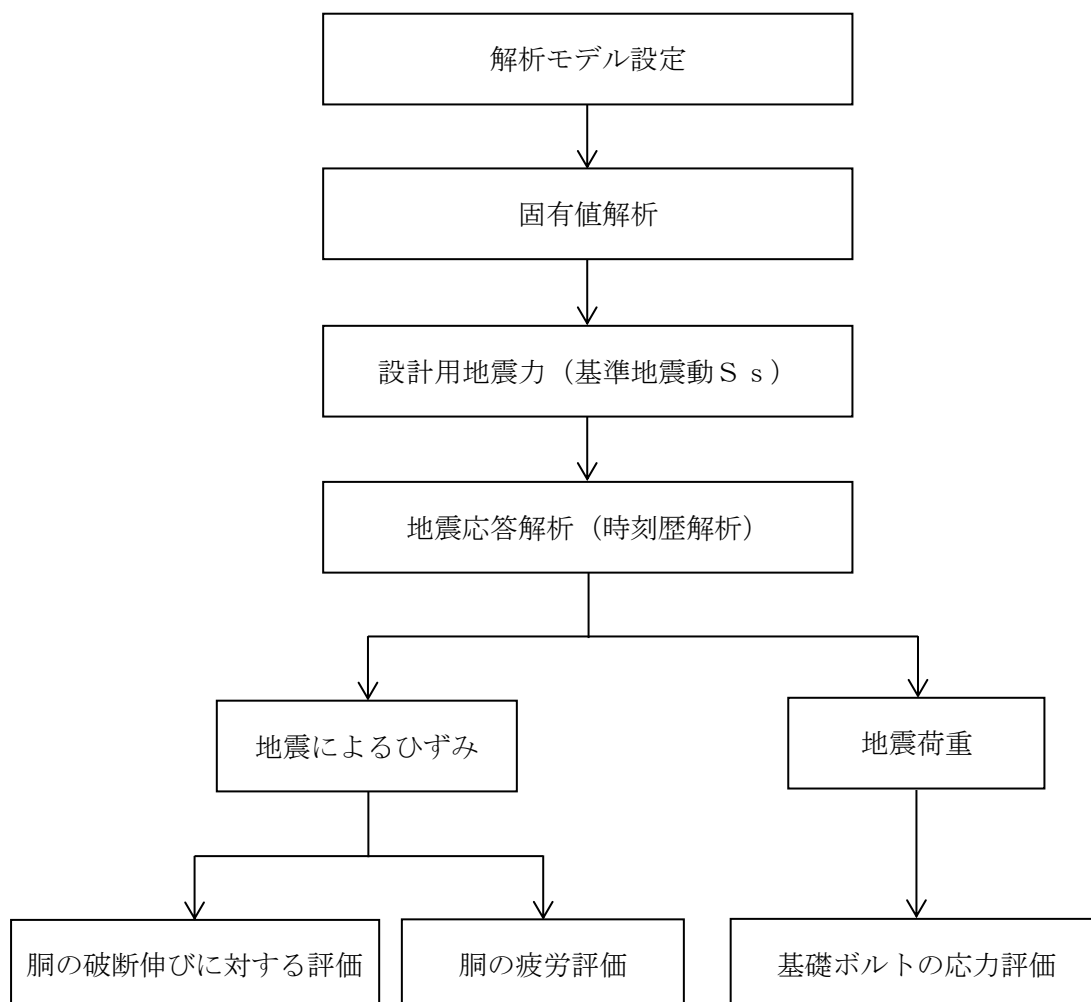 解析モデル設定
固有値解析
設計用地震力（基準地震動Ｓｓ）
地震応答解析（時刻歴解析）
地震によるひずみ
地震荷重
胴の破断伸びに対する評価
胴の疲労評価
基礎ボルトの応力評価